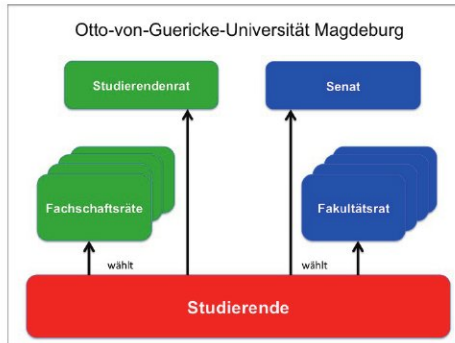 Otto-von-Guericke-Universität Magdeburg
Studierendenrat
Senat
Fachschaftsräte
Fakultätsrat
wählt
wählt
Studierende